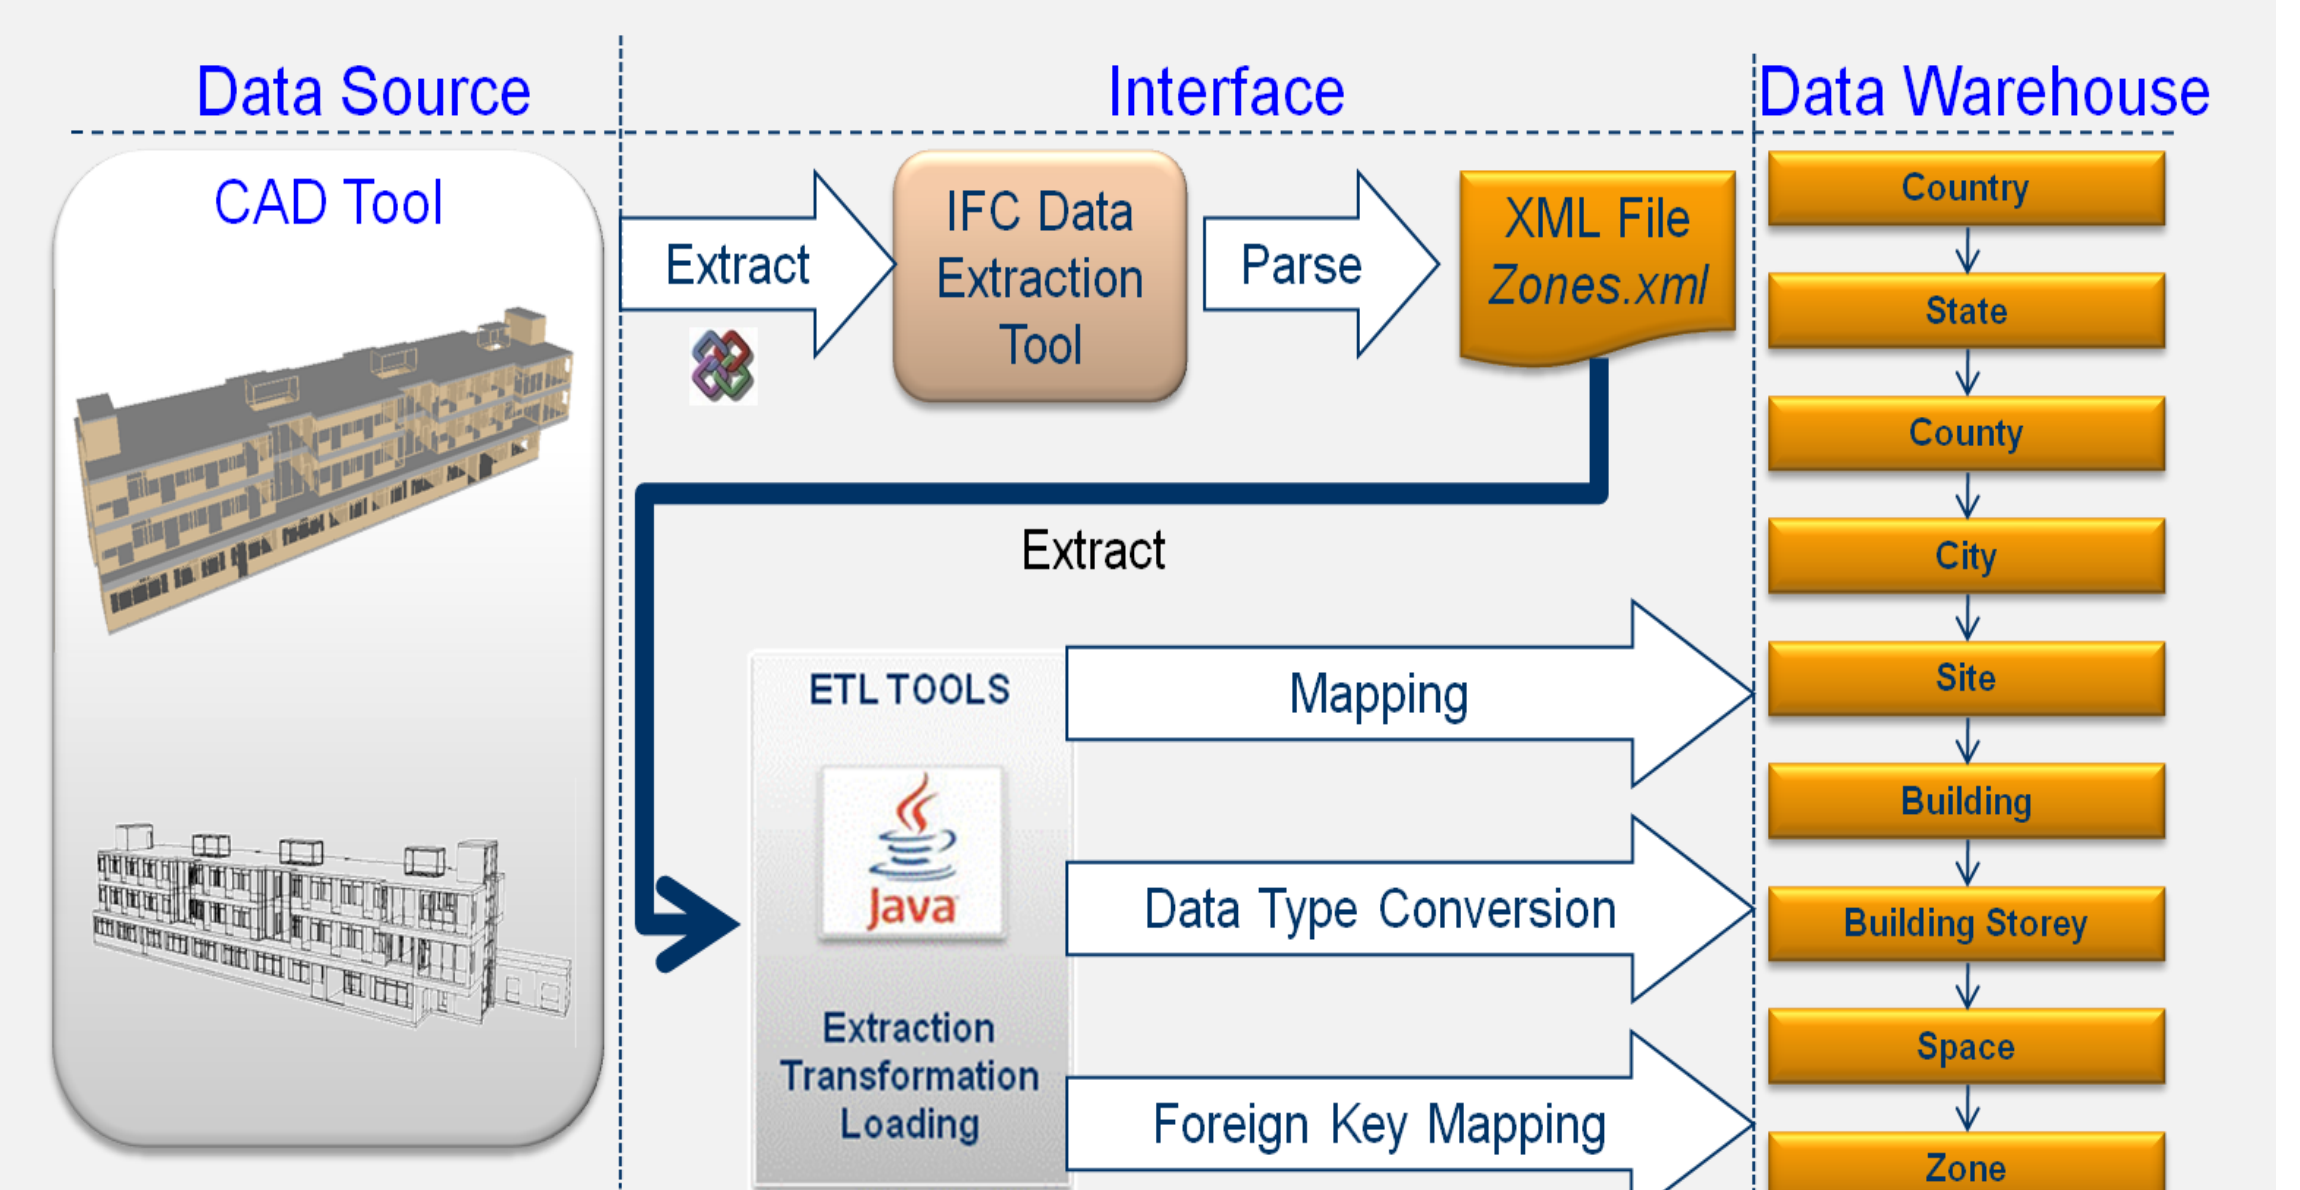 Data Source
Interface
Data Warehouse
CAD Tool
Extract
IFC Data
Extraction
Tool
Parse
XML File
Zones.xml
Extract
ETL TOOLS
Java
Extraction
Transformation
Loading
Mapping
Data Type Conversion
Foreign Key Mapping
Country
State
County
City
Site
Building
Building Storey
Space
Zone